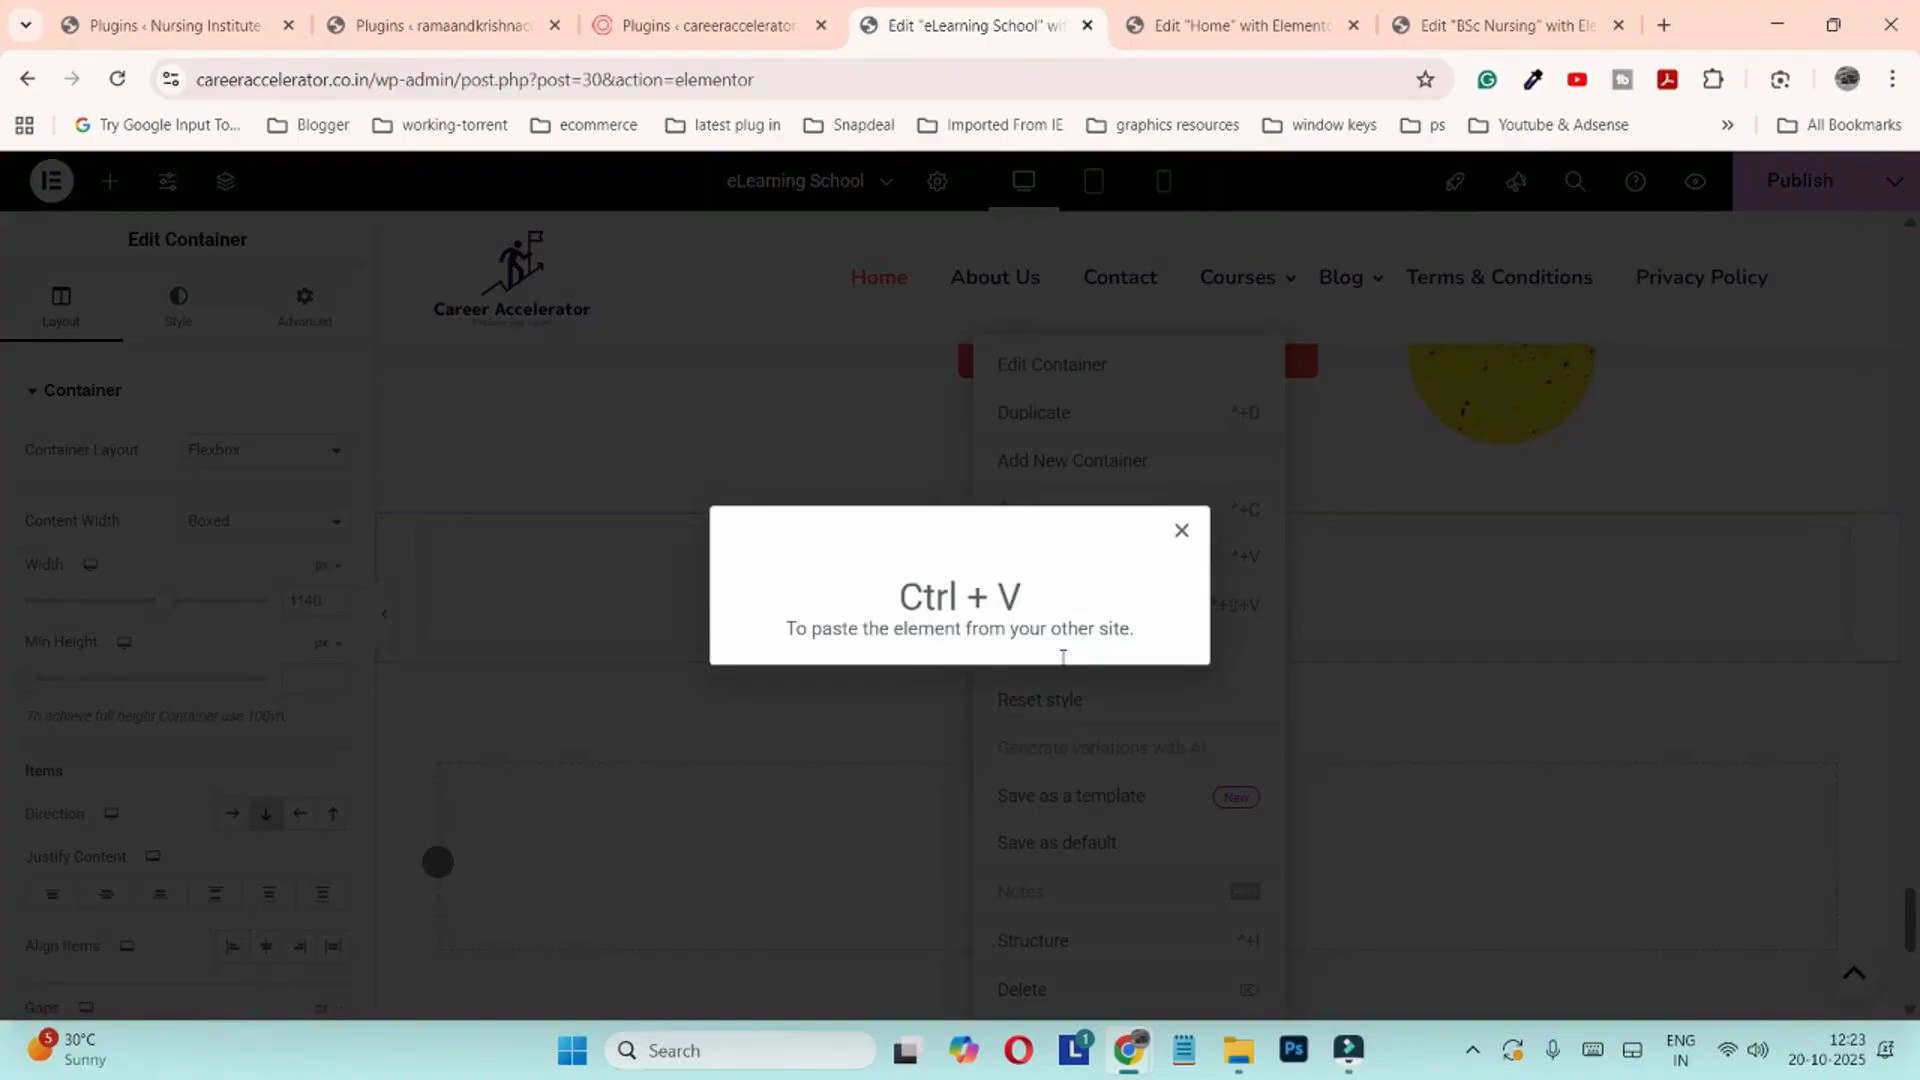 Plugins ‹ Nursing Institute
Plugins ‹ ramaandkrishnac
Plugins ‹ careeraccelerator
Edit "eLearning School" wit
Edit "Home" with Elemento
Edit "BSc Nursing" with Ele
careeraccelerator.co.in/wp-admin/post.php?post=30&action=elementor
Try Google Input To...
Blogger
working-torrent
ecommerce
latest plug in
Snapdeal
Imported From IE
graphics resources
window keys
ps
Youtube & Adsense
»
All Bookmarks
eLearning School
Publish
Edit Container
Layout
Style
Advanced
Career Accelerator
Home
About Us
Contact
Courses
Blog
Terms & Conditions
Privacy Policy
Container
Container Layout
Flexbox
Content Width
Boxed
Width
px
1140
Min Height
px
To achieve full height Container use 100vh.
Items
Direction
Justify Content
Align Items
Gaps
Edit Container
Duplicate ^+D
Add New Container
^+C
^+V
^+⇧+V
Ctrl + V
To paste the element from your other site.
Reset style
Generate variations with AI
Save as a template New
Save as default
Notes
Structure ^+I
Delete
5
30°C
Sunny
Search
L
1
Ps
ENG
IN
12:23
20-10-2025